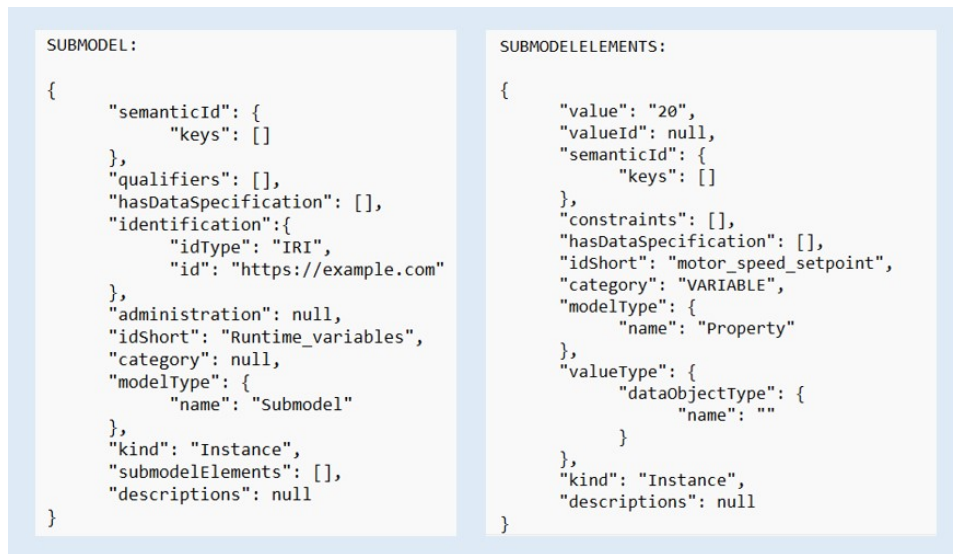 SUBMODEL:
{
"semanticId": {
"keys": []
},
"qualifiers": [],
"hasDataSpecification": [],
"identification":{
"idType": "IRI",
"id": "https://example.com"
},
"administration": null,
"idShort": "Runtime_variables",
"category": null,
"modelType": {
"name": "Submodel"
},
"kind": "Instance",
"submodelElements": [],
"descriptions": null
}
SUBMODELELEMENTS:
{
"value": "20",
"valueId": null,
"semanticId": {
"keys": []
},
"constraints": [],
"hasDataSpecification": [],
"idShort": "motor_speed_setpoint",
"category": "VARIABLE",
"modelType": {
"name": "Property"
},
"valueType": {
"dataObjectType": {
"name": ""
}
},
"kind": "Instance",
"descriptions": null
}